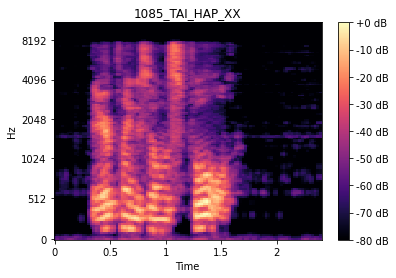 1085_TAI_HAP_XX
+0 dB
8192
-10 dB
4096
-20 dB
-30 dB
2048
Hz
-40 dB
1024
-50 dB
512
-60 dB
-70 dB
0
-80 dB
0
0.5
1
1.5
2
Time